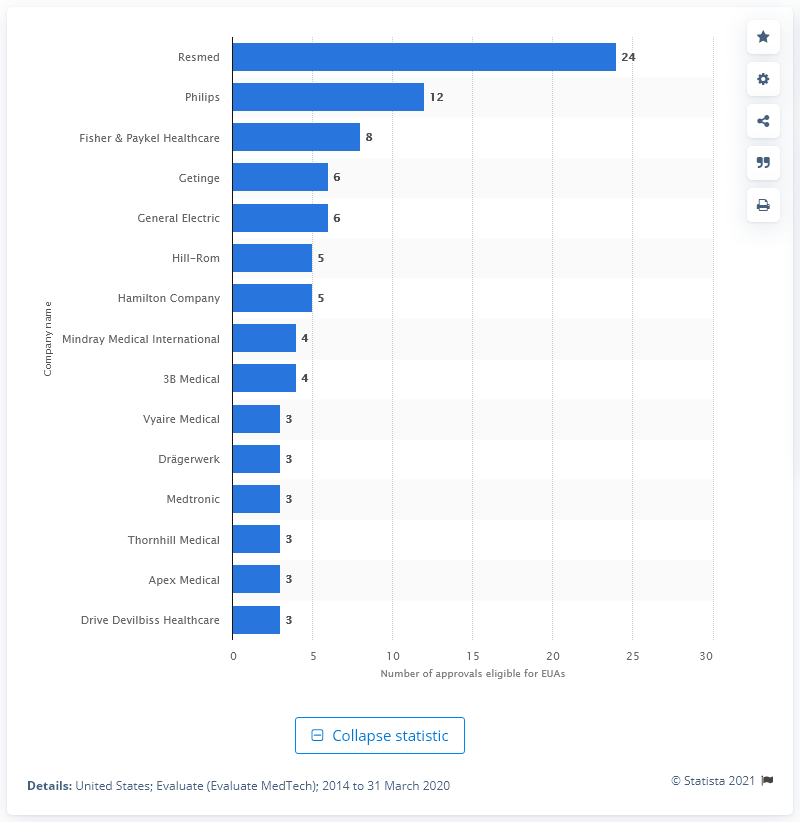 Resmed 24
Philips 12
Fisher & Paykel Healthcare 8
Getinge 6
General Electric 6
Hill-Rom 5
Hamilton Company 5
Company name
Mindray Medical International 4
3B Medical 4
Vyaire Medical 3
Drägerwerk 3
Medtronic 3
Thornhill Medical 3
Apex Medical 3
Drive Devilbiss Healthcare 3
0 5 10 15 20 25 30
Number of approvals eligible for EUAs
Collapse statistic
© Statista 2021
Details: United States; Evaluate (Evaluate MedTech); 2014 to 31 March 2020